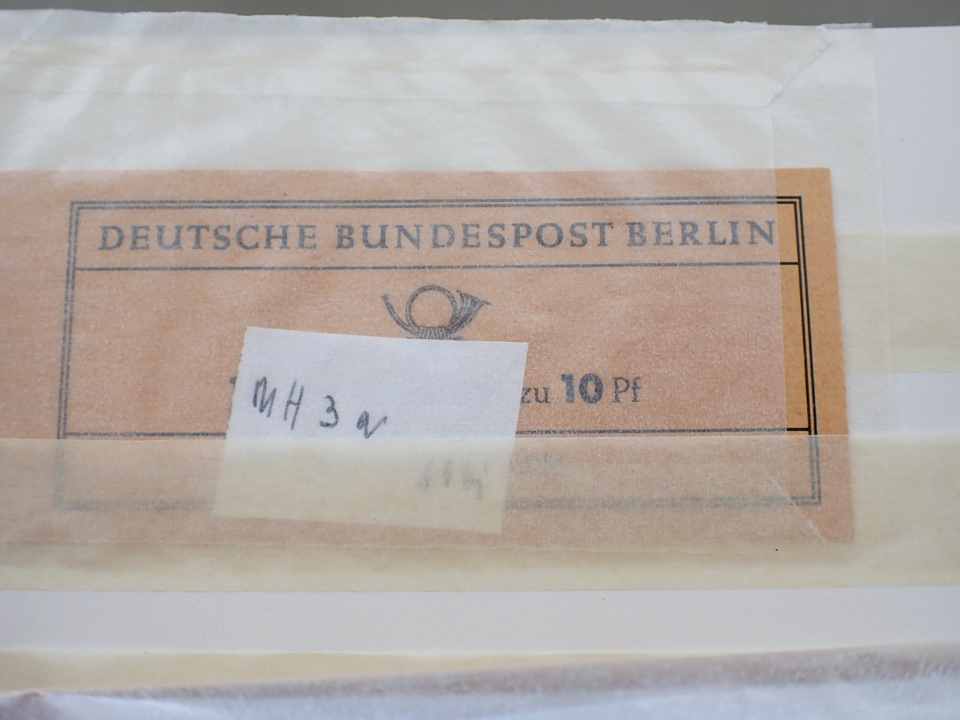 DEUTSCHE BUNDESPOST BERLIN
zu 10 Pf
MH 3 a